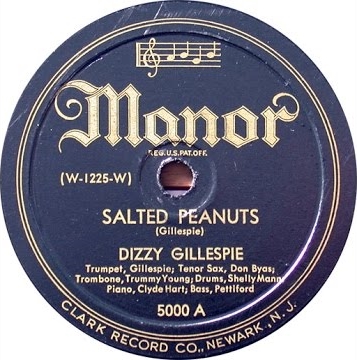 Manor
REG.U.S.PAT.OFF.
(W-1225-W)
SALTED PEANUTS
(Gillespie)
DIZZY GILLESPIE
Trumpet, Gillespie; Tenor Sax, Don Byas;
Trombone, Trummy Young; Drums, Shelly Mann
Piano, Clyde Hart; Bass, Pettiford
5000 A
CLARK RECORD CO., NEWARK, N. J.